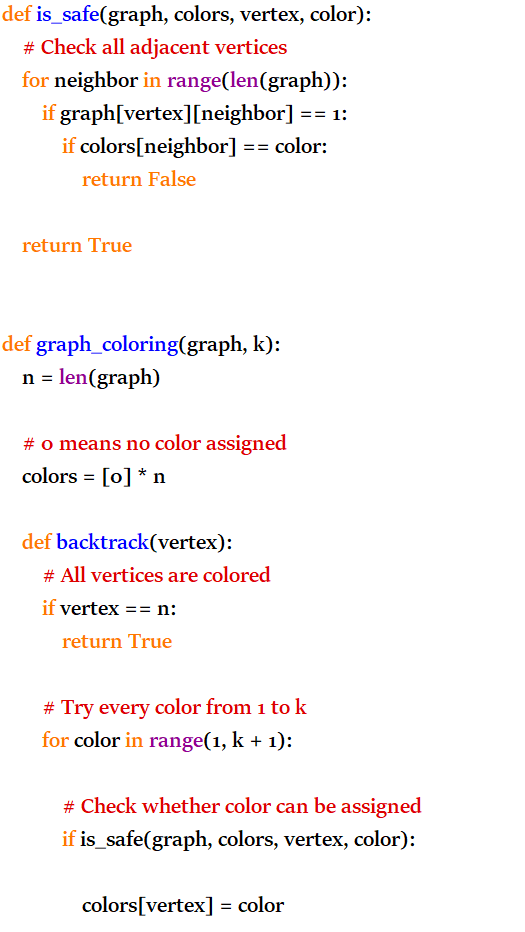 def is_safe(graph, colors, vertex, color):
    # Check all adjacent vertices
    for neighbor in range(len(graph)):
        if graph[vertex][neighbor] == 1:
            if colors[neighbor] == color:
                return False

    return True


def graph_coloring(graph, k):
    n = len(graph)

    # 0 means no color assigned
    colors = [0] * n

    def backtrack(vertex):
        # All vertices are colored
        if vertex == n:
            return True

        # Try every color from 1 to k
        for color in range(1, k + 1):

            # Check whether color can be assigned
            if is_safe(graph, colors, vertex, color):

                colors[vertex] = color